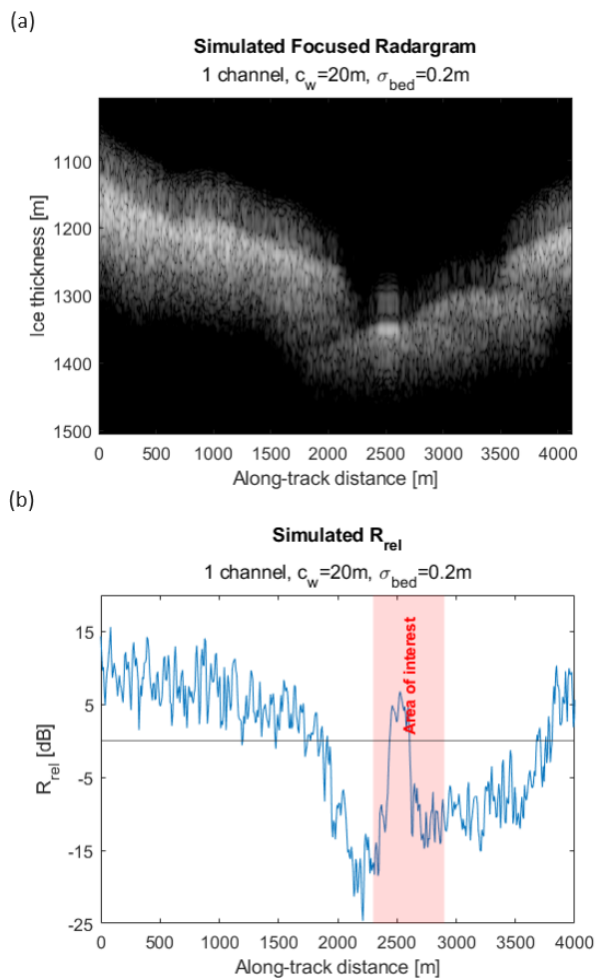 (a)
Simulated Focused Radargram
1 channel, c_w=20m, σ_bed=0.2m
1100
1200
1300
1400
1500
Ice thickness [m]
0 500 1000 1500 2000 2500 3000 3500 4000
Along-track distance [m]
(b)
Simulated R_rel
1 channel, c_w=20m, σ_bed=0.2m
15
5
-5
-15
-25
R_rel [dB]
Area of interest
0 500 1000 1500 2000 2500 3000 3500 4000
Along-track distance [m]